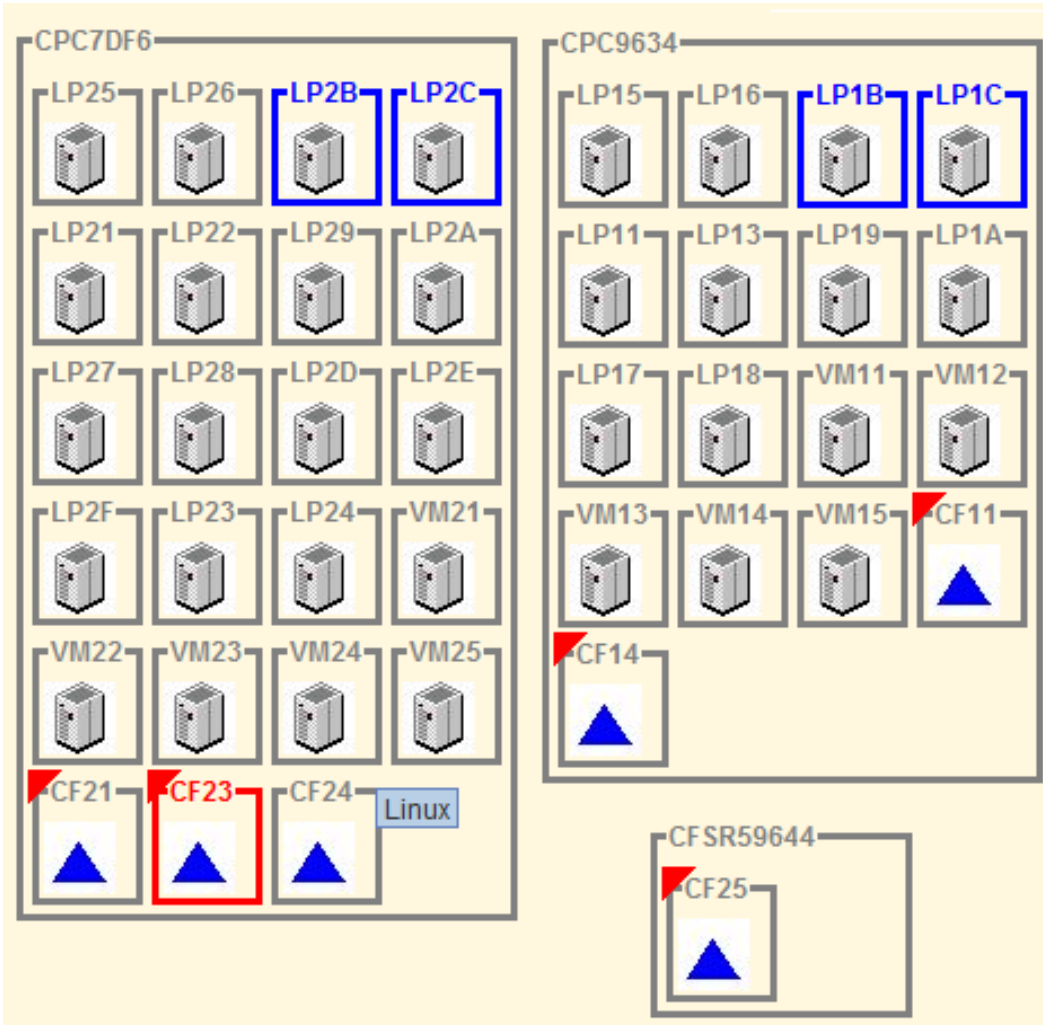 CPC7DF6
LP25 LP26 LP2B LP2C
LP21 LP22 LP29 LP2A
LP27 LP28 LP2D LP2E
LP2F LP23 LP24 VM21
VM22 VM23 VM24 VM25
CF21 CF23 CF24
Linux
CPC9634
LP15 LP16 LP1B LP1C
LP11 LP13 LP19 LP1A
LP17 LP18 VM11 VM12
VM13 VM14 VM15 CF11
CF14
CFSR59644
CF25